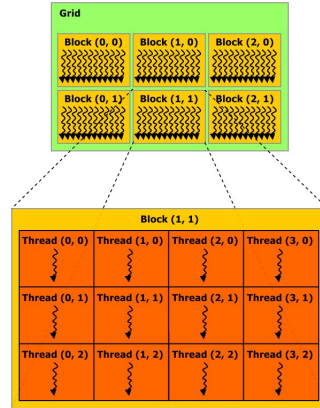 Grid
Block (0, 0) Block (1, 0) Block (2, 0)
Block (0, 1) Block (1, 1) Block (2, 1)
Block (1, 1)
Thread (0, 0) Thread (1, 0) Thread (2, 0) Thread (3, 0)
Thread (0, 1) Thread (1, 1) Thread (2, 1) Thread (3, 1)
Thread (0, 2) Thread (1, 2) Thread (2, 2) Thread (3, 2)